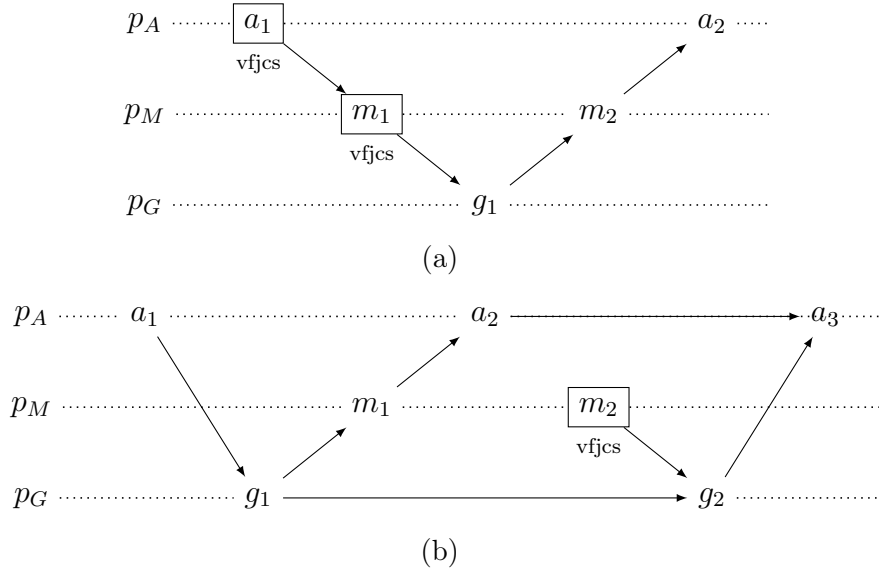 p_A a_1 a_2
vfjcs
p_M m_1 m_2
vfjcs
p_G g_1
(a)
p_A a_1 a_2 a_3
p_M m_1 m_2
vfjcs
p_G g_1 g_2
(b)